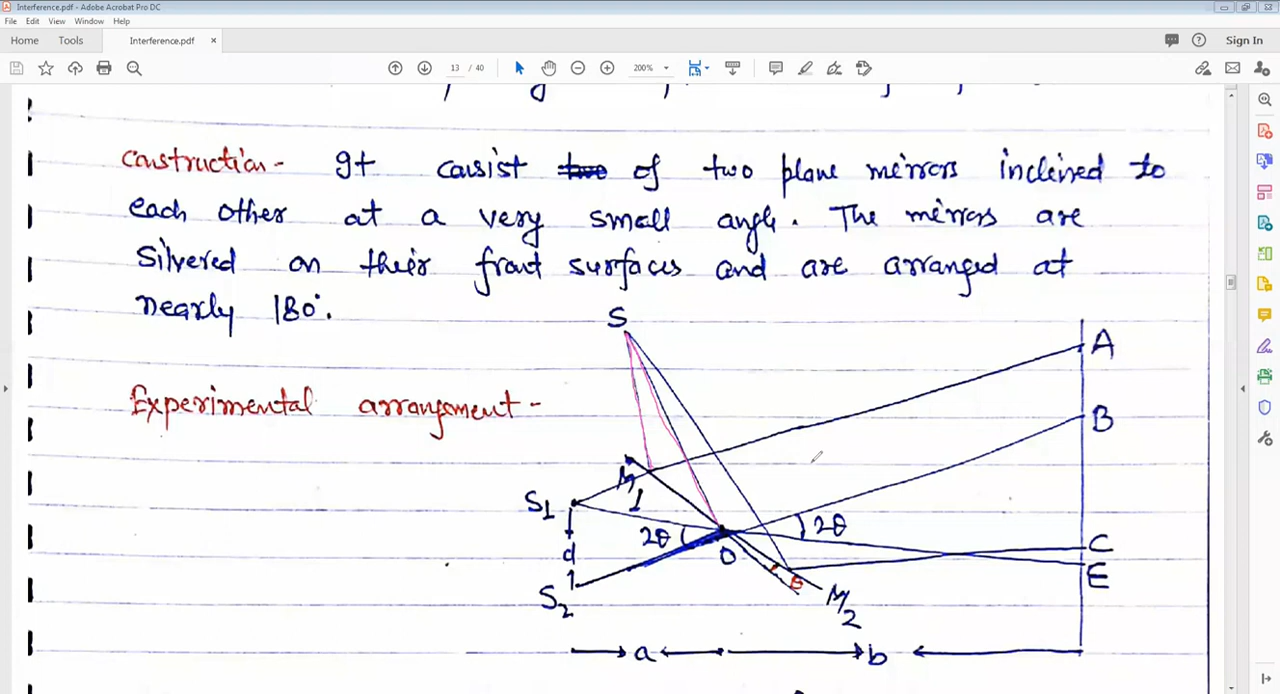 Interference.pdf - Adobe Acrobat Pro DC
File Edit View Window Help
Home Tools Interference.pdf × Sign In
13 / 40 200%
Construction - It cosist two of two plane mirrors inclined to
each other at a very small angle. The mirros are
Silvered on their front surfaces and are arranged at
nearly 180°.
S
A
Experimental arrangement -
B
M1
S1
2θ
2θ
d
O
C
E
θ
S2
M2
a
b